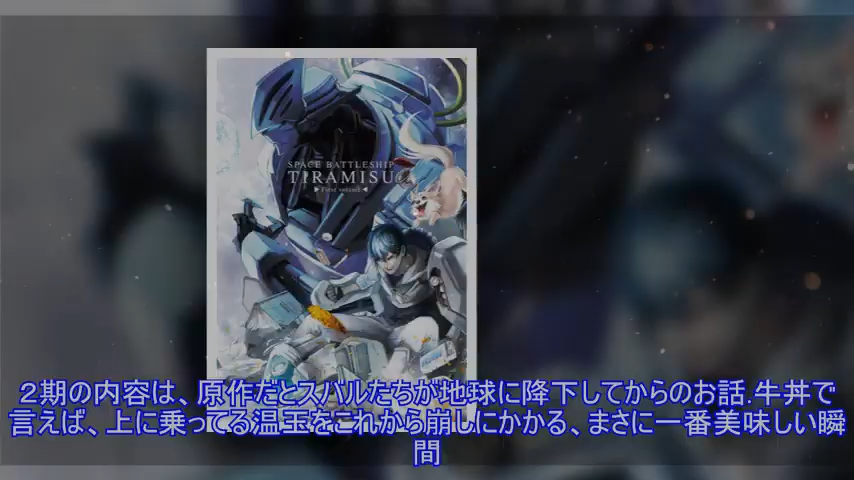 SPACE BATTLESHIP
TIRAMISU
▶First volume◀
２期の内容は、原作だとスバルたちが地球に降下してからのお話.牛丼で
言えば、上に乗ってる温玉をこれから崩しにかかる、まさに一番美味しい瞬
間